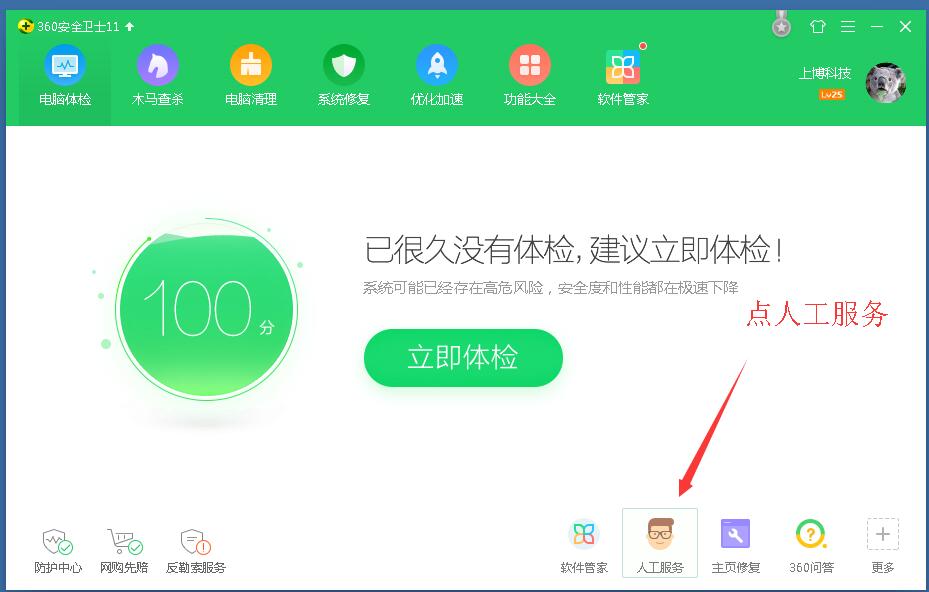 360安全卫士11
电脑体检
木马查杀
电脑清理
系统修复
优化加速
功能大全
软件管家
上博科技
Lv25
100分
已很久没有体检,建议立即体检!
系统可能已经存在高危风险，安全度和性能都在极速下降
点人工服务
立即体检
防护中心
网购先赔
反勒索服务
软件管家
人工服务
主页修复
360问答
更多